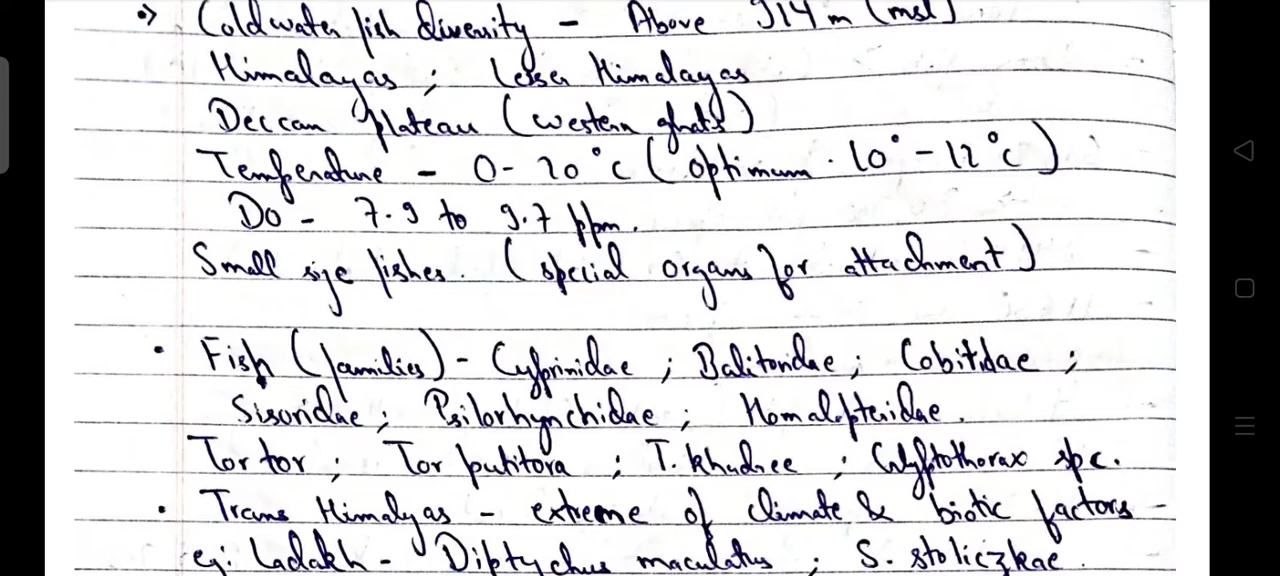 Coldwater fish diversity - Above 914 m (msl)
Himalayas ; Lesser Himalayas
Deccan plateau (western ghats)
Temperature - 0- 20°C (optimum 10° - 12°C)
DO - 7.9 to 9.7 ppm.
Small size fishes. (special organs for attachment)
• Fish (families) - Cyprinidae ; Balitoridae ; Cobitidae ;
Sisoridae ; Psilorhynchidae ; Homalopteridae.
Tor tor ; Tor putitora ; T. khudree ; Glyptothorax spc.
• Trans Himalyas - extreme of climate & biotic factors -
eg: Ladakh - Diptychus maculatus ; S. stoliczkae.